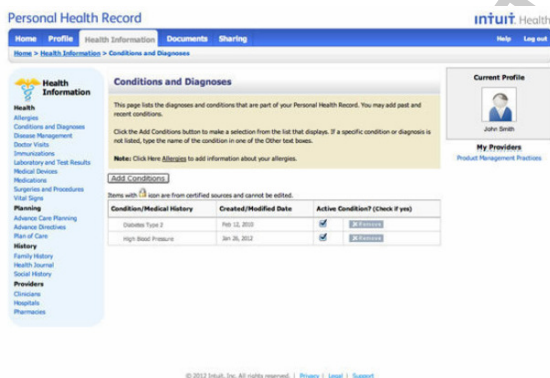 Personal Health Record
INTUIT Health
Home Profile Health Information Documents Sharing Help Log out
Home > Health Information > Conditions and Diagnoses
Health Information
Health
Allergies
Conditions and Diagnoses
Disease Management
Doctor Visits
Immunizations
Laboratory and Test Results
Medical Devices
Medications
Surgeries and Procedures
Vital Signs
Planning
Advance Care Planning
Advance Directives
Plan of Care
History
Family History
Health Journal
Social History
Providers
Clinicians
Hospitals
Pharmacies
Conditions and Diagnoses
This page lists the diagnoses and conditions that are part of your Personal Health Record. You may add past and
recent conditions.
Click the Add Conditions button to make a selection from the list that displays. If a specific condition or diagnosis is
not listed, type the name of the condition in one of the Other text boxes.
Note: Click Here Allergies to add information about your allergies.
Add Conditions
Items with icon are from certified sources and cannot be edited.
Condition/Medical History Created/Modified Date Active Condition? (Check if yes)
Diabetes Type 2 Feb 12, 2010 Remove
High Blood Pressure Jan 26, 2012 Remove
Current Profile
John Smith
My Providers
Product Management Practices
© 2012 Intuit, Inc. All rights reserved. | Privacy | Legal | Support